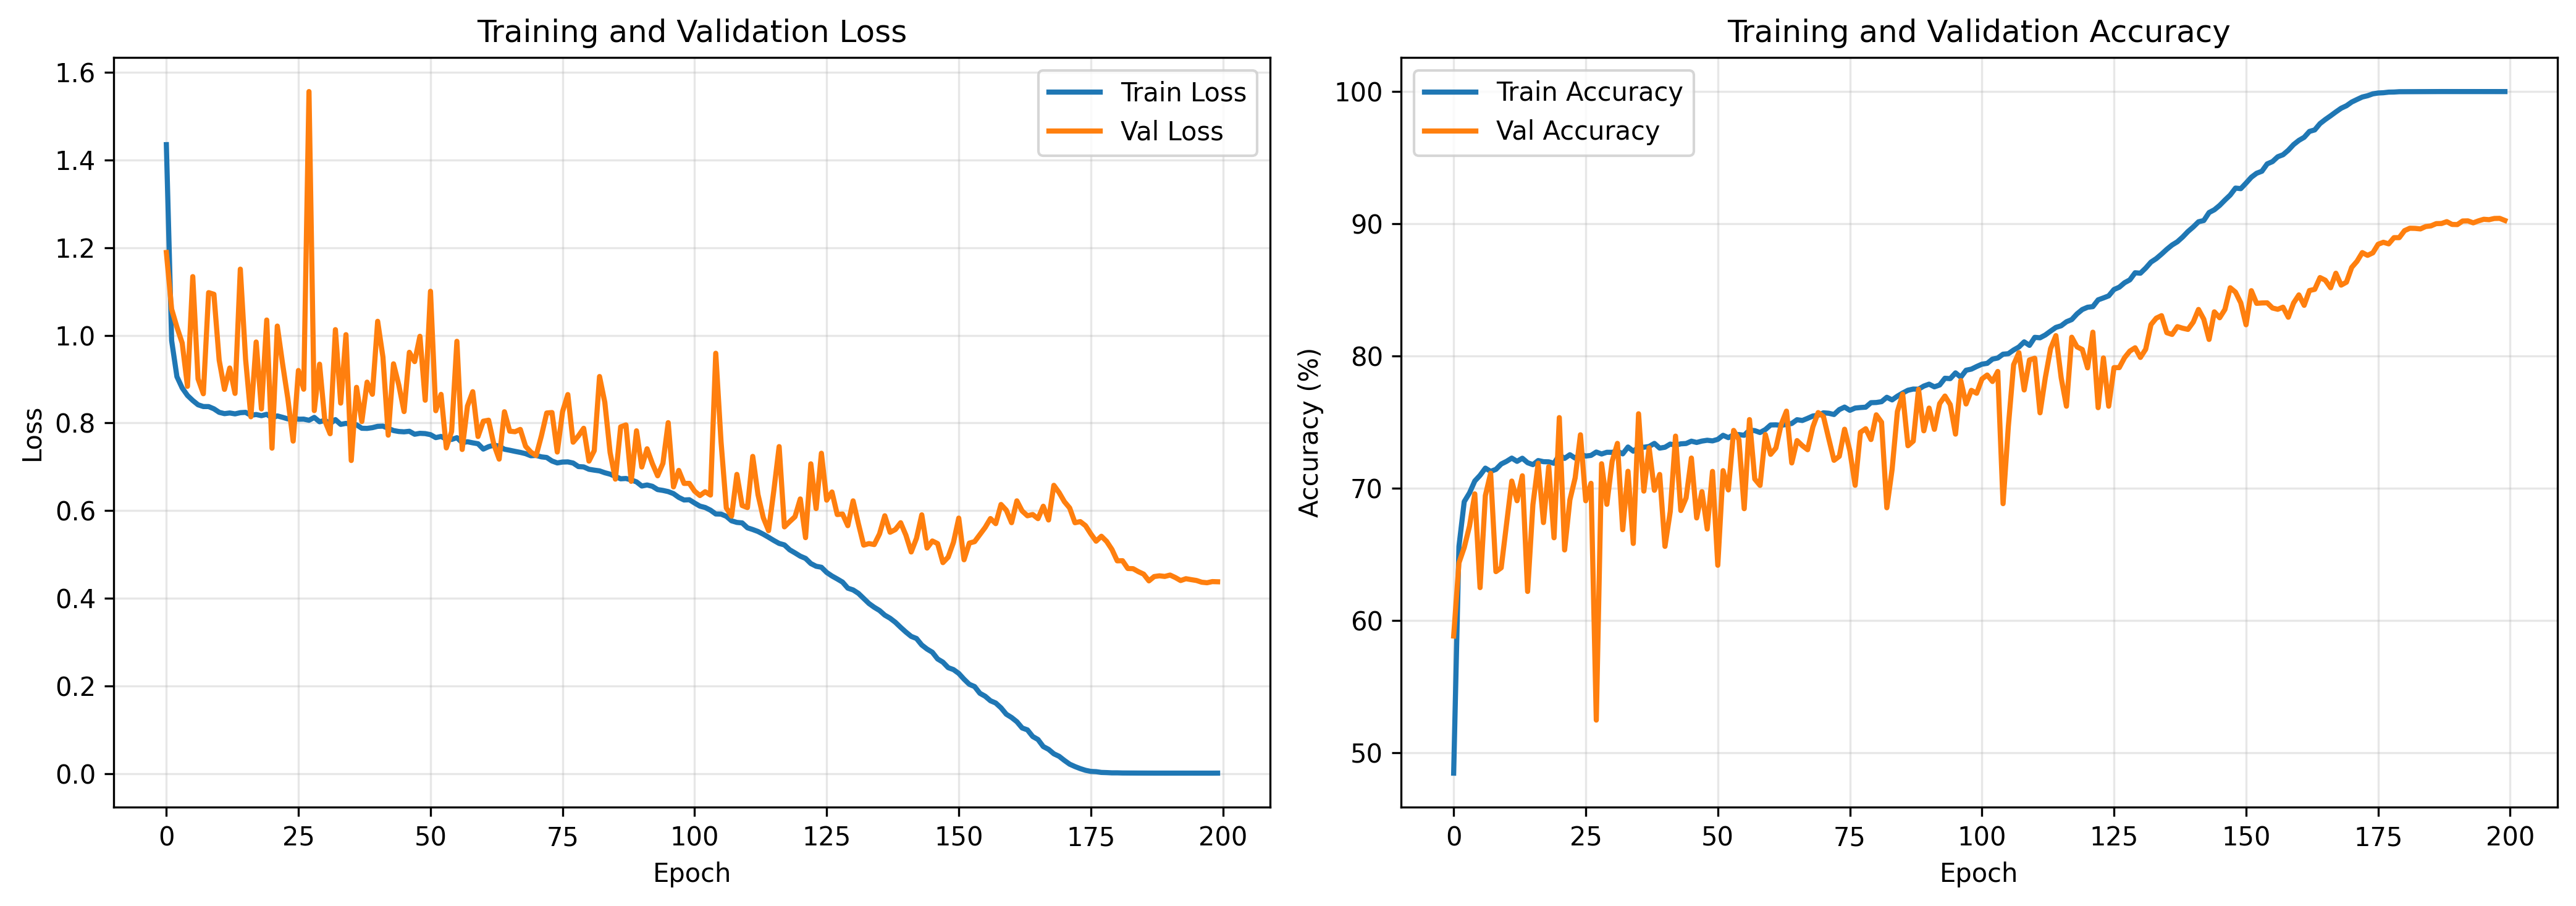 Training and Validation Loss
Train Loss
Val Loss
1.6
1.4
1.2
1.0
0.8
0.6
0.4
0.2
0.0
Loss
0 25 50 75 100 125 150 175 200
Epoch
Training and Validation Accuracy
Train Accuracy
Val Accuracy
100
90
80
70
60
50
Accuracy (%)
0 25 50 75 100 125 150 175 200
Epoch